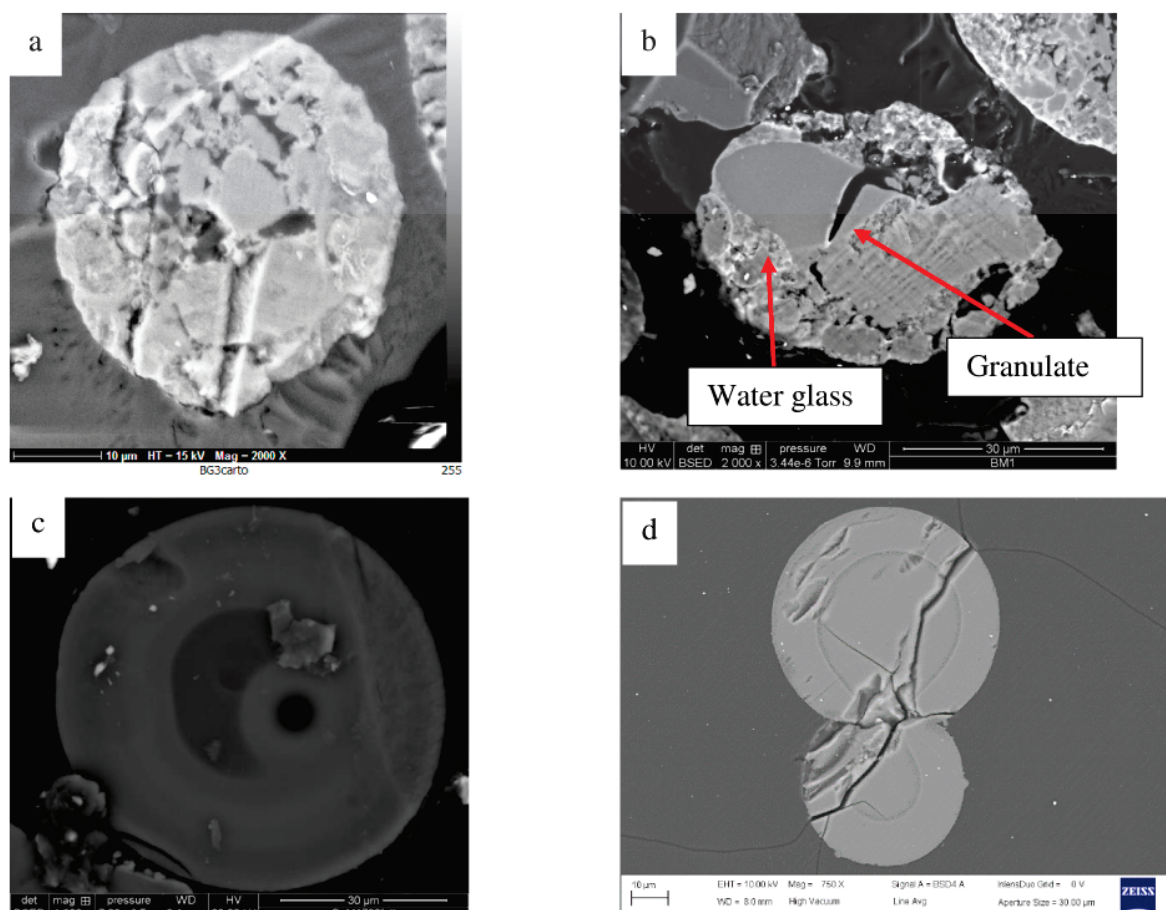 a
10 µm HT – 15 kV Mag – 2000 X
BG3carto
255
b
Water glass
Granulate
HV det mag pressure WD 30 µm
10.00 kV BSED 2 000 x 3.44e-6 Torr 9.9 mm BM1
c
det mag pressure WD HV 30 µm
d
10 µm EHT = 10.00 kV Mag = 750 X Signal A = BSD4 A InlensDuo Grid = 0 V ZEISS
WD = 8.0 mm High Vacuum Line Avg Aperture Size = 30.00 µm